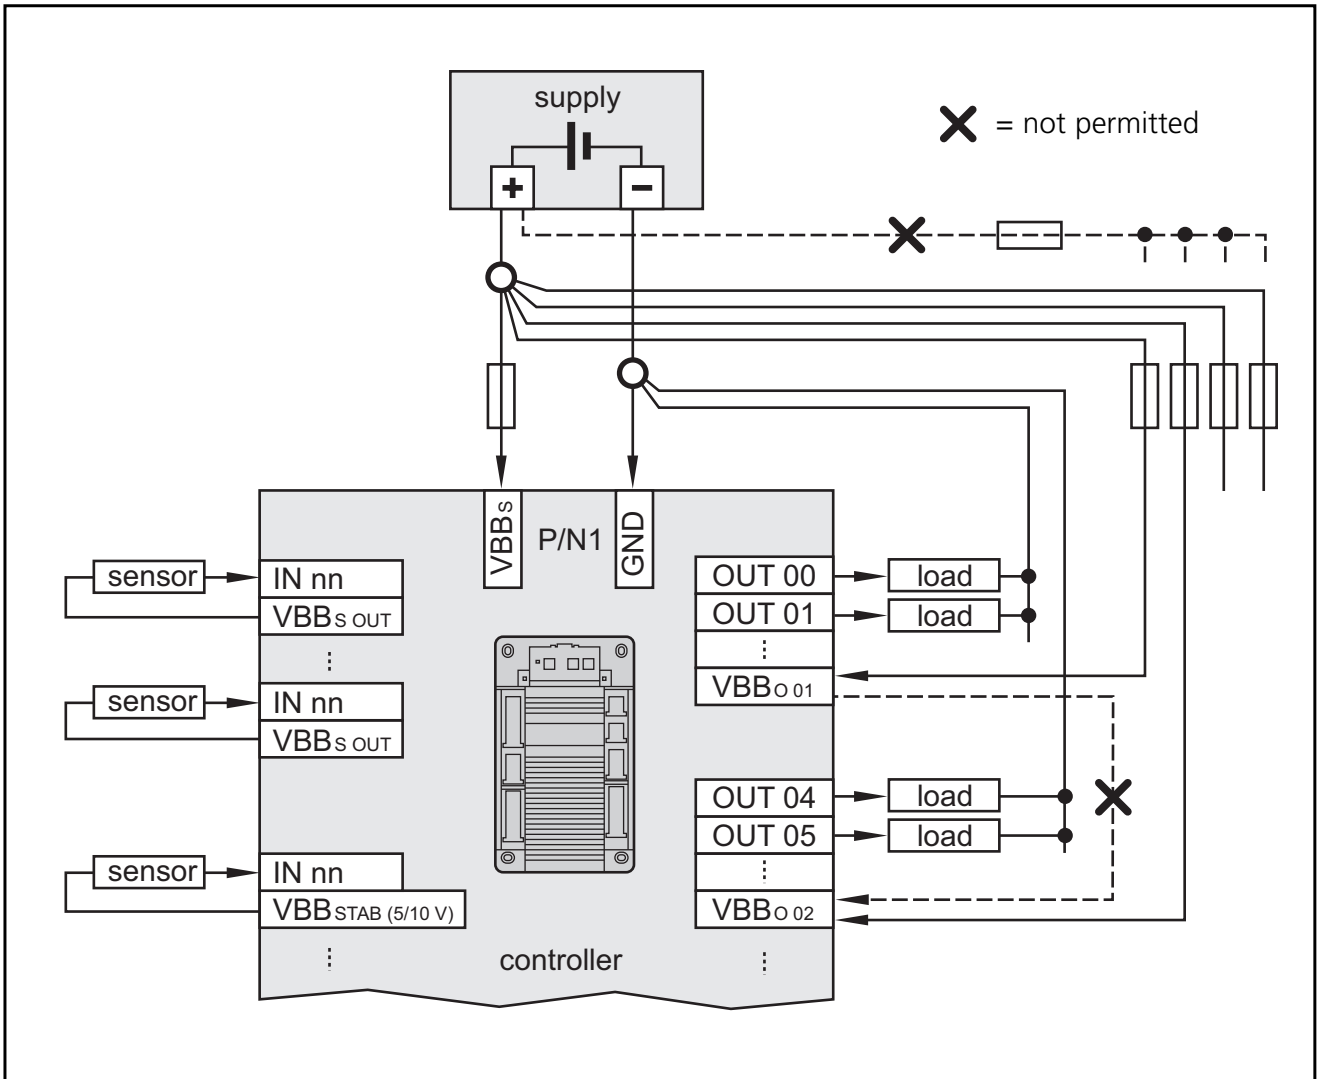 supply
= not permitted
+
−
VBBS
P/N1
GND
sensor
IN nn
VBBS OUT
sensor
IN nn
VBBS OUT
sensor
IN nn
VBBSTAB (5/10 V)
OUT 00
load
OUT 01
load
VBBO 01
OUT 04
load
OUT 05
load
VBBO 02
controller